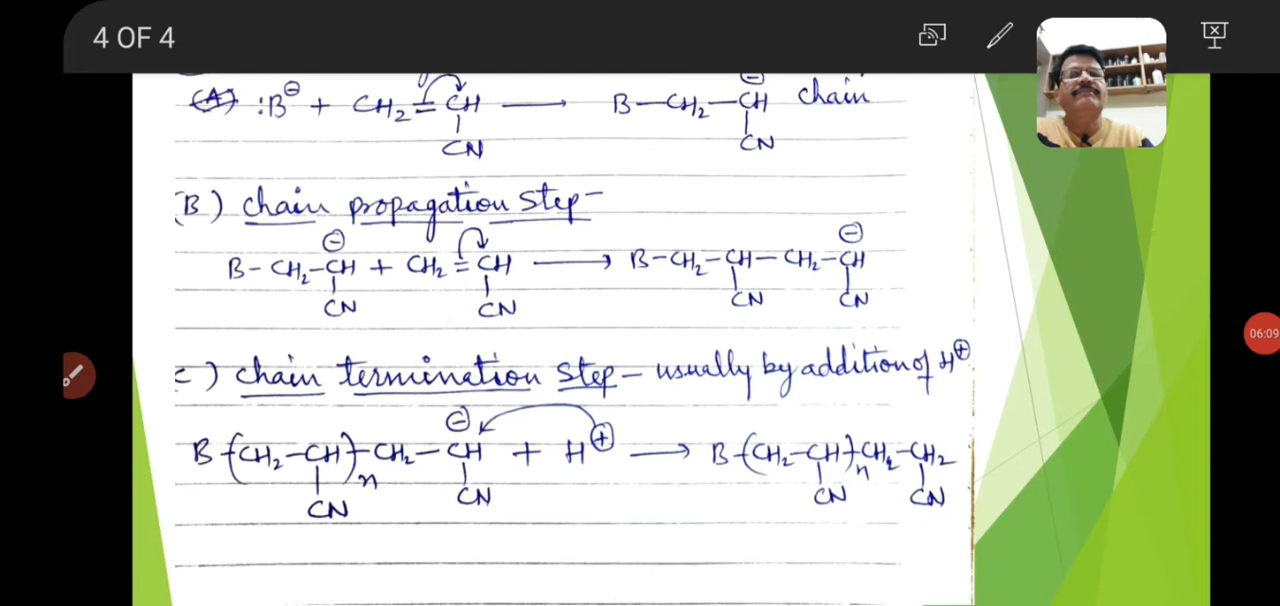 4 OF 4
(A) :B⊖ + CH₂=CH ⟶ B—CH₂—CH chain
CN ⊖
CN
(B) chain propagation step-
⊖ ⊖
B-CH₂-CH + CH₂=CH ⟶ B-CH₂-CH-CH₂-CH
CN CN CN CN
c) chain termination step - usually by addition of H⊕
⊖
B-(CH₂-CH)n-CH₂-CH + H⊕ ⟶ B-(CH₂-CH)n-CH₂-CH₂
CN CN CN CN
06:09